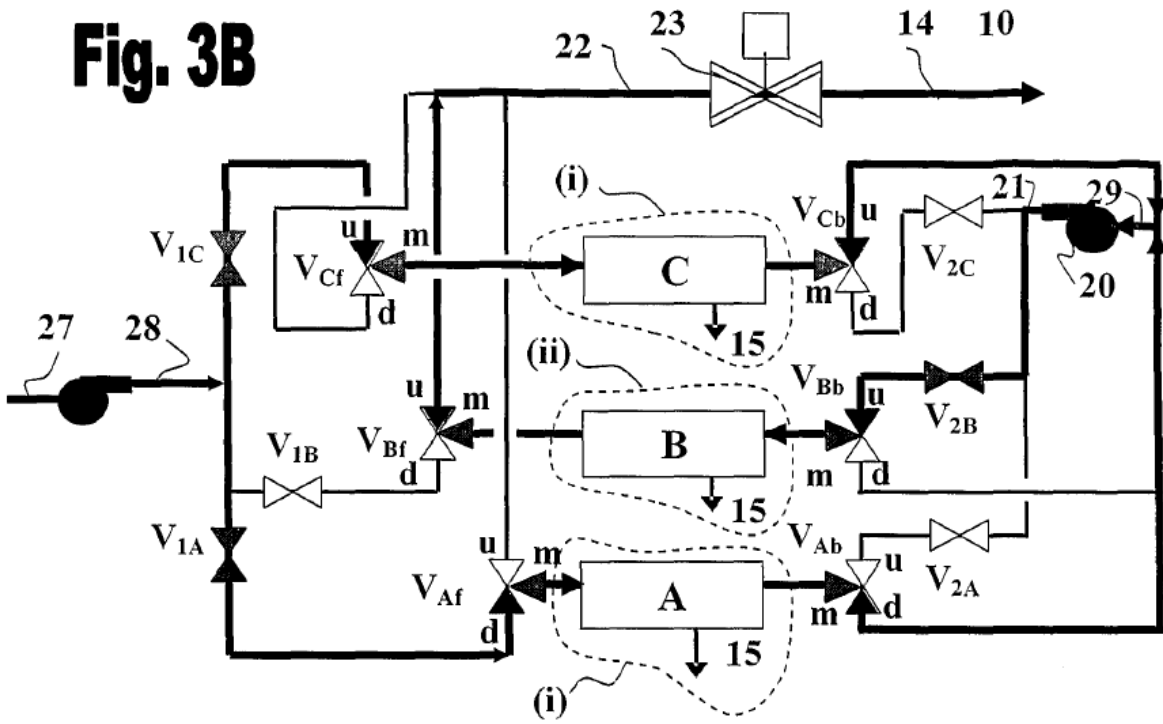 Fig. 3B
22
23
14
10
(i)
21
29
V1C
u
m
VCf
d
C
VCb
u
m
d
V2C
20
15
27
28
(ii)
u
m
VBf
d
B
VBb
u
m
d
V2B
V1B
15
V1A
u
m
VAf
d
A
VAb
u
m
d
V2A
15
(i)